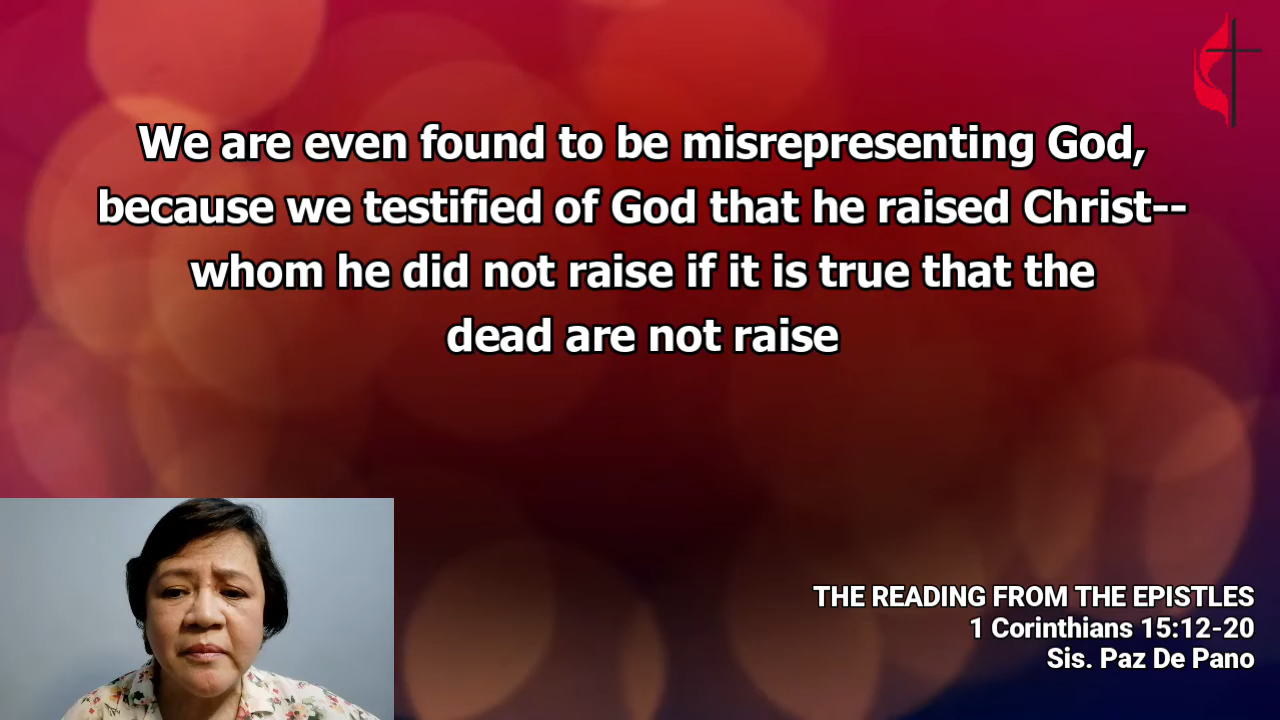 We are even found to be misrepresenting God,
because we testified of God that he raised Christ--
whom he did not raise if it is true that the
dead are not raise
THE READING FROM THE EPISTLES
1 Corinthians 15:12-20
Sis. Paz De Pano